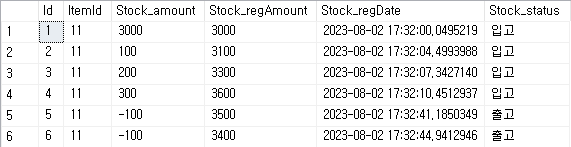 Id ItemId Stock_amount Stock_regAmount Stock_regDate Stock_status
1 1 11 3000 3000 2023-08-02 17:32:00.0495219 입고
2 2 11 100 3100 2023-08-02 17:32:04.4993988 입고
3 3 11 200 3300 2023-08-02 17:32:07.3427140 입고
4 4 11 300 3600 2023-08-02 17:32:10.4512937 입고
5 5 11 -100 3500 2023-08-02 17:32:41.1850349 출고
6 6 11 -100 3400 2023-08-02 17:32:44.9412946 출고